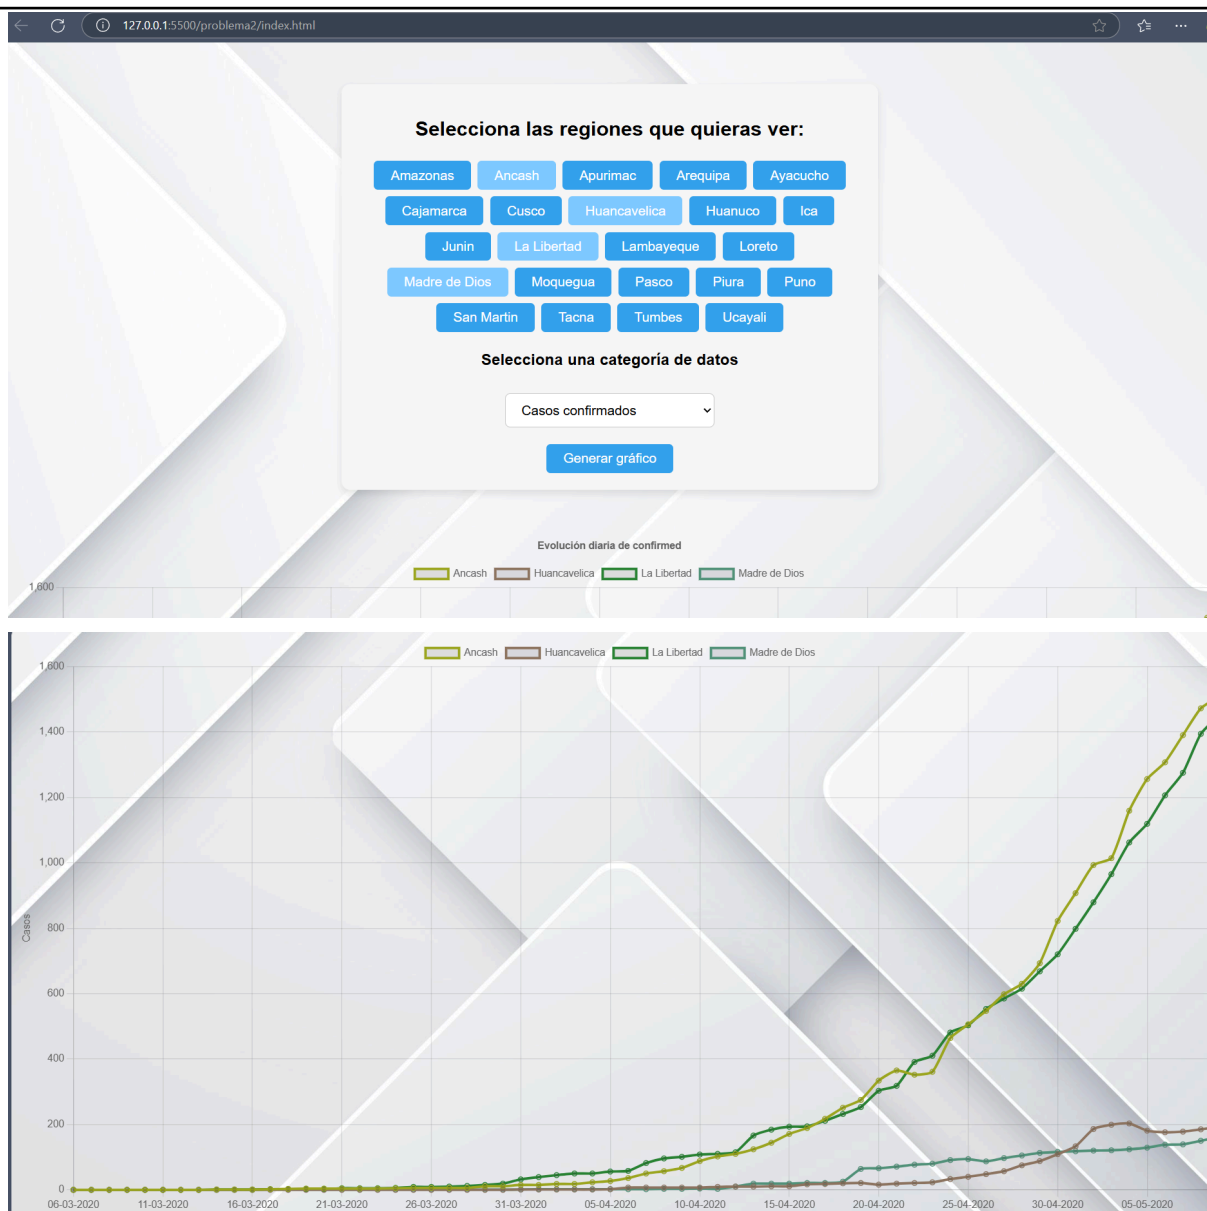 127.0.0.1:5500/problema2/index.html
Selecciona las regiones que quieras ver:
Amazonas Ancash Apurimac Arequipa Ayacucho
Cajamarca Cusco Huancavelica Huanuco Ica
Junin La Libertad Lambayeque Loreto
Madre de Dios Moquegua Pasco Piura Puno
San Martin Tacna Tumbes Ucayali
Selecciona una categoría de datos
Casos confirmados
Generar gráfico
Evolución diaria de confirmed
Ancash Huancavelica La Libertad Madre de Dios
1,600
Ancash Huancavelica La Libertad Madre de Dios
1,600
1,400
1,200
1,000
Casos
800
600
400
200
0
06-03-2020 11-03-2020 16-03-2020 21-03-2020 26-03-2020 31-03-2020 05-04-2020 10-04-2020 15-04-2020 20-04-2020 25-04-2020 30-04-2020 05-05-2020